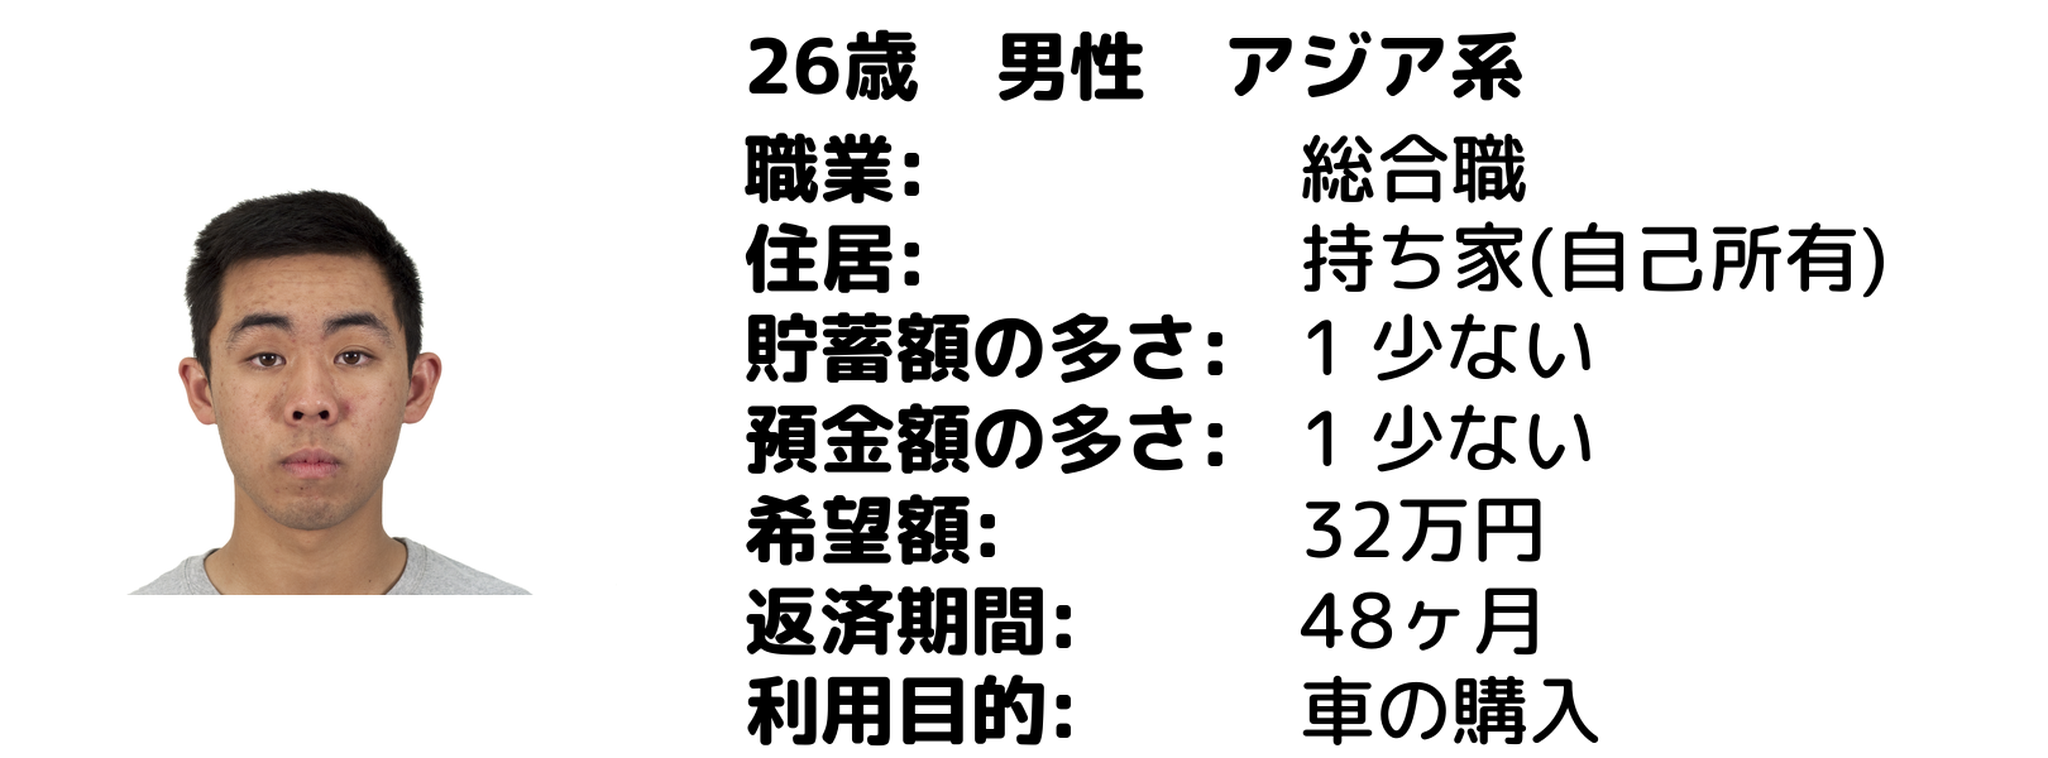 26歳　男性　アジア系
職業: 総合職
住居: 持ち家(自己所有)
貯蓄額の多さ: 1 少ない
預金額の多さ: 1 少ない
希望額: 32万円
返済期間: 48ヶ月
利用目的: 車の購入